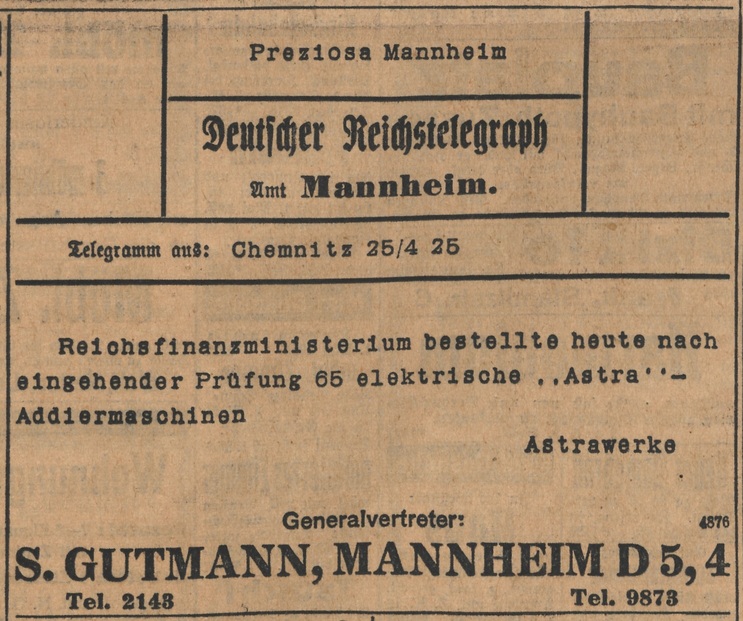 Preziosa Mannheim
Deutscher Reichstelegraph
Amt Mannheim.
Telegramm aus: Chemnitz 25/4 25
Reichsfinanzministerium bestellte heute nach
eingehender Prüfung 65 elektrische ,,Astra''-
Addiermaschinen
Astrawerke
Generalvertreter:
4876
S. GUTMANN, MANNHEIM D 5, 4
Tel. 2143 Tel. 9873